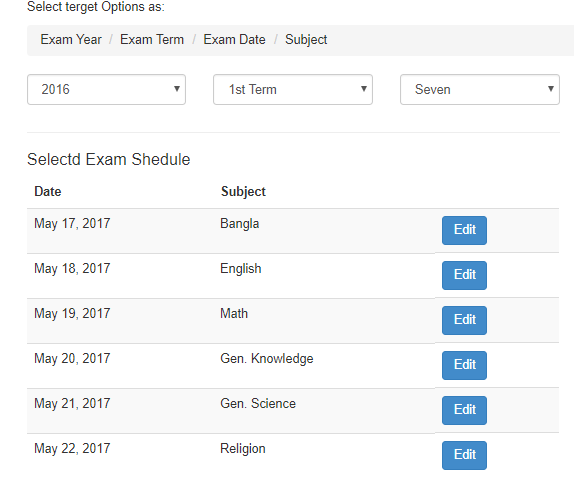 Select terget Options as:
Exam Year / Exam Term / Exam Date / Subject
2016 1st Term Seven
Selectd Exam Shedule
Date Subject
May 17, 2017 Bangla Edit
May 18, 2017 English Edit
May 19, 2017 Math Edit
May 20, 2017 Gen. Knowledge Edit
May 21, 2017 Gen. Science Edit
May 22, 2017 Religion Edit